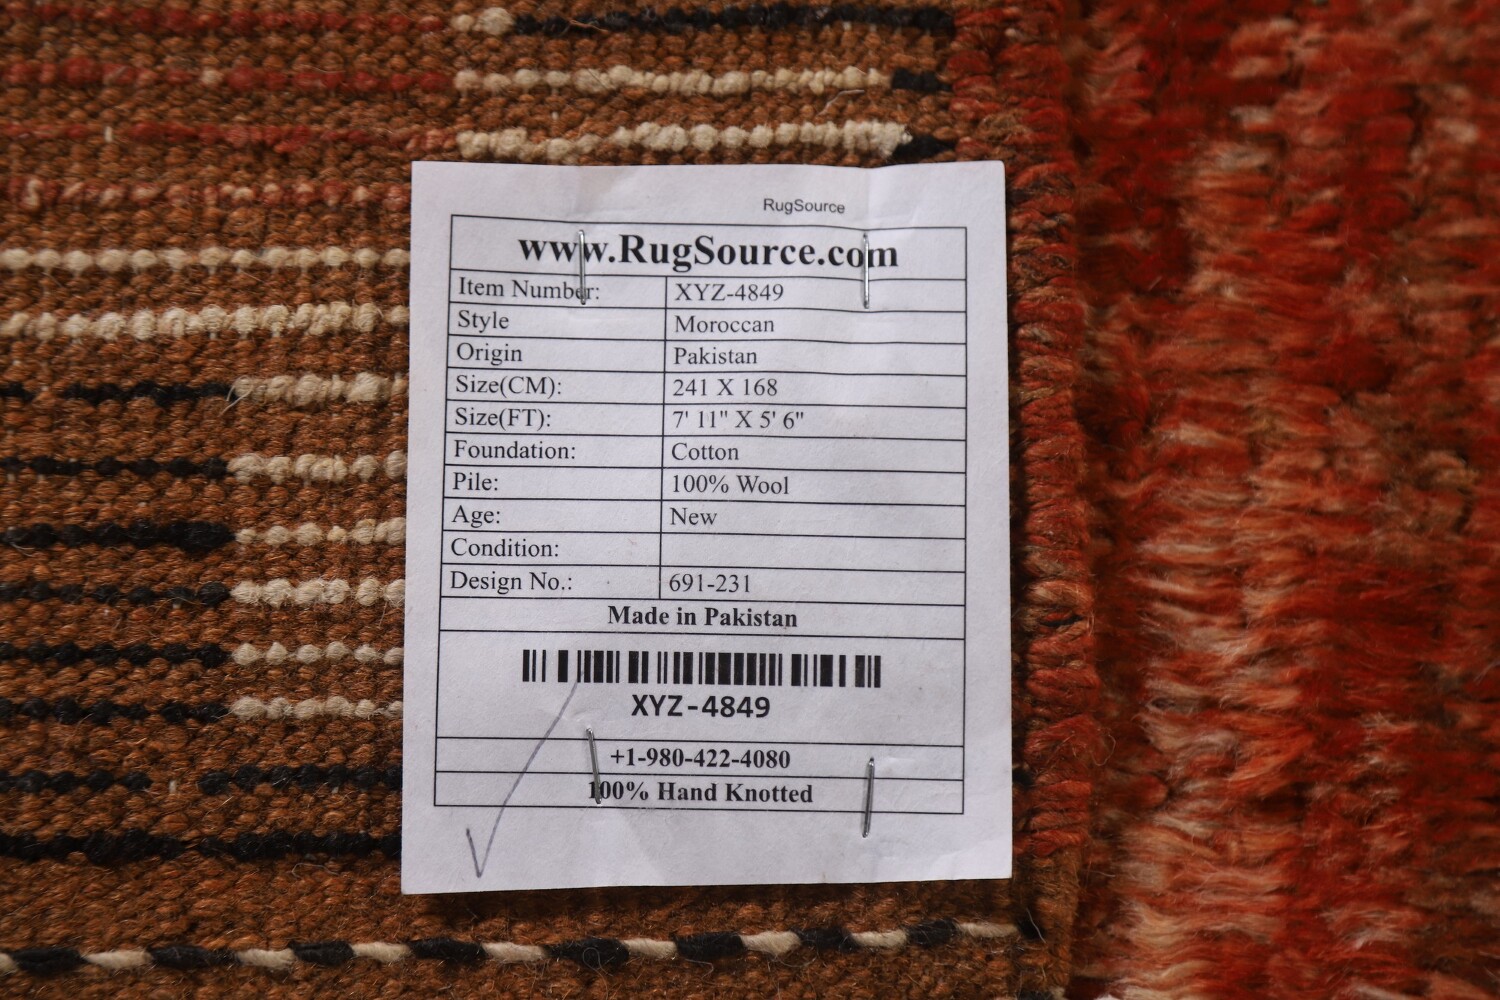 RugSource
www.RugSource.com
Item Number: XYZ-4849
Style Moroccan
Origin Pakistan
Size(CM): 241 X 168
Size(FT): 7' 11" X 5' 6"
Foundation: Cotton
Pile: 100% Wool
Age: New
Condition:
Design No.: 691-231
Made in Pakistan
XYZ-4849
+1-980-422-4080
100% Hand Knotted